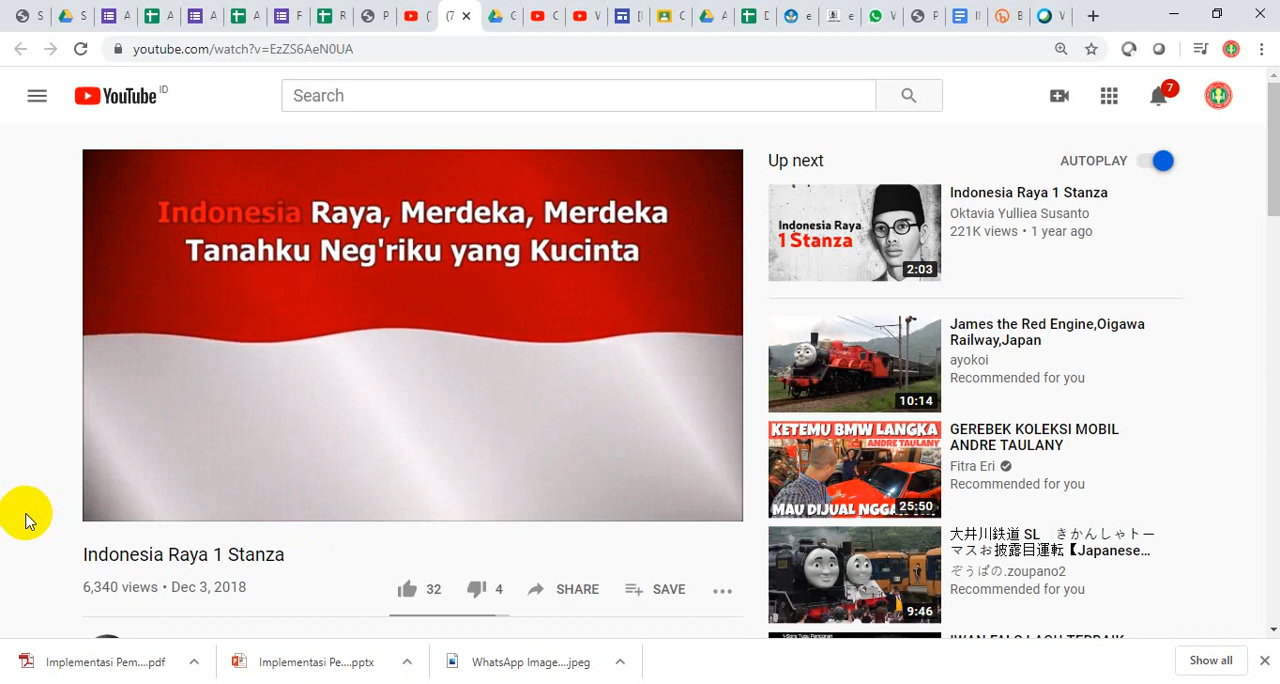 youtube.com/watch?v=EzZS6AeN0UA
YouTube ID
Search
7
Indonesia Raya, Merdeka, Merdeka
Tanahku Neg'riku yang Kucinta
Indonesia Raya 1 Stanza
6,340 views • Dec 3, 2018
32
4
SHARE
SAVE
Up next
AUTOPLAY
Indonesia Raya
1 Stanza
2:03
Indonesia Raya 1 Stanza
Oktavia Yulliea Susanto
221K views • 1 year ago
10:14
James the Red Engine,Oigawa
Railway,Japan
ayokoi
Recommended for you
KETEMU BMW LANGKA
ANDRE TAULANY
MAU DIJUAL
25:50
GEREBEK KOLEKSI MOBIL
ANDRE TAULANY
Fitra Eri
Recommended for you
9:46
大井川鉄道 SL きかんしゃトー
マスお披露目運転【Japanese...
ぞうぱの.zoupano2
Recommended for you
Implementasi Pem....pdf
Implementasi Pe....pptx
WhatsApp Image....jpeg
Show all